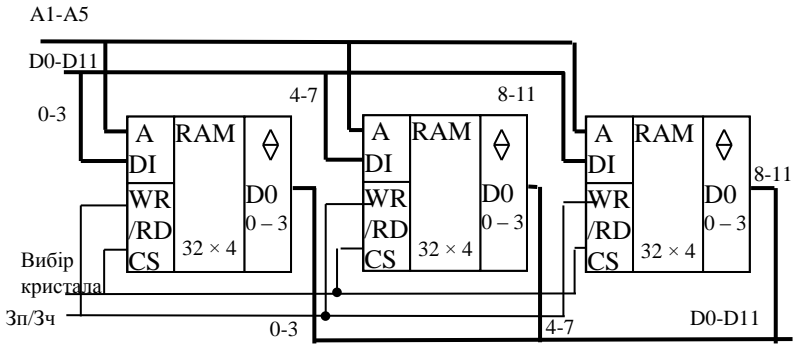 A1-A5
D0-D11
0-3
4-7
8-11
A
DI
WR
/RD
CS
RAM
32 × 4
D0
0 – 3
A
DI
WR
/RD
CS
RAM
32 × 4
D0
0 – 3
A
DI
WR
/RD
CS
RAM
32 × 4
D0
0 – 3
8-11
Вибір
кристала
Зп/Зч
0-3
4-7
D0-D11